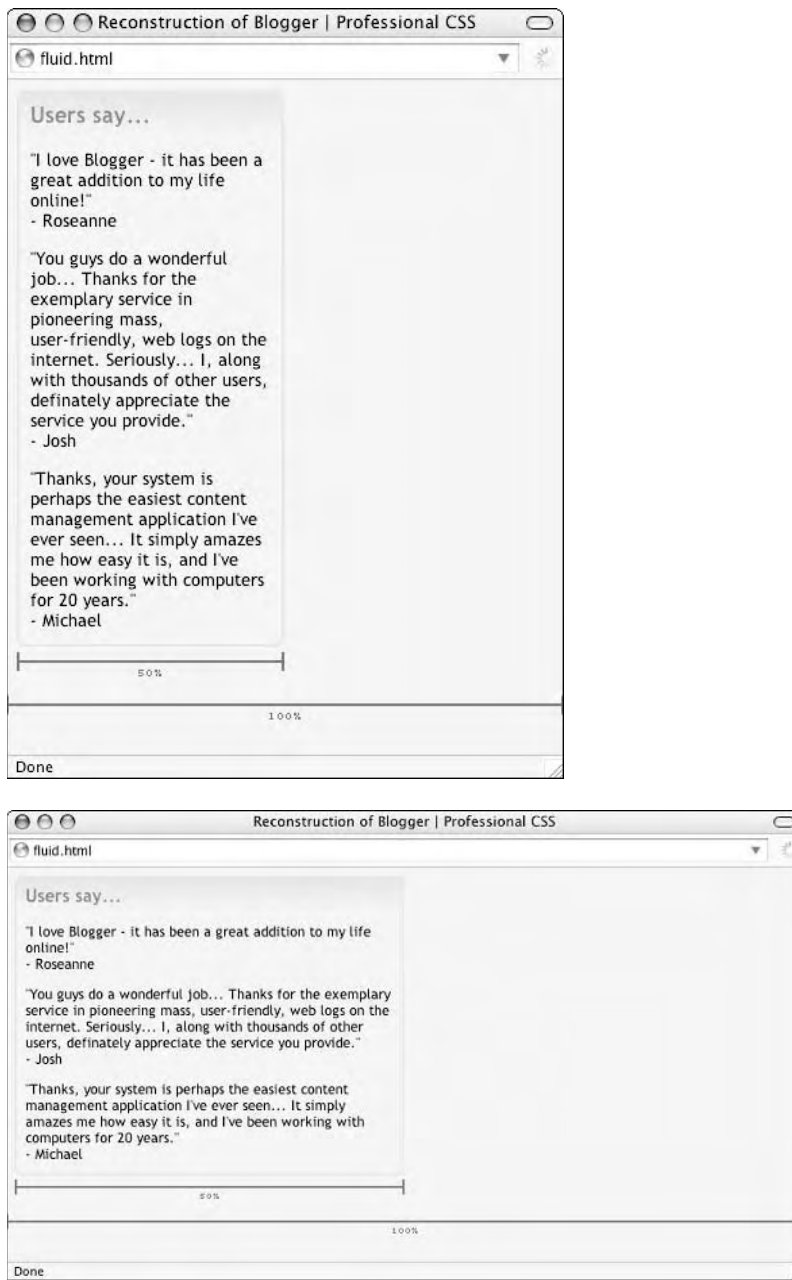 Reconstruction of Blogger | Professional CSS
fluid.html
Users say...
"I love Blogger - it has been a
great addition to my life
online!"
- Roseanne
"You guys do a wonderful
job... Thanks for the
exemplary service in
pioneering mass,
user-friendly, web logs on the
internet. Seriously... I, along
with thousands of other users,
definately appreciate the
service you provide."
- Josh
"Thanks, your system is
perhaps the easiest content
management application I've
ever seen... It simply amazes
me how easy it is, and I've
been working with computers
for 20 years."
- Michael
50%
100%
Done
Reconstruction of Blogger | Professional CSS
fluid.html
Users say...
"I love Blogger - it has been a great addition to my life
online!"
- Roseanne
"You guys do a wonderful job... Thanks for the exemplary
service in pioneering mass, user-friendly, web logs on the
internet. Seriously... I, along with thousands of other
users, definately appreciate the service you provide."
- Josh
"Thanks, your system is perhaps the easiest content
management application I've ever seen... It simply
amazes me how easy it is, and I've been working with
computers for 20 years."
- Michael
50%
100%
Done